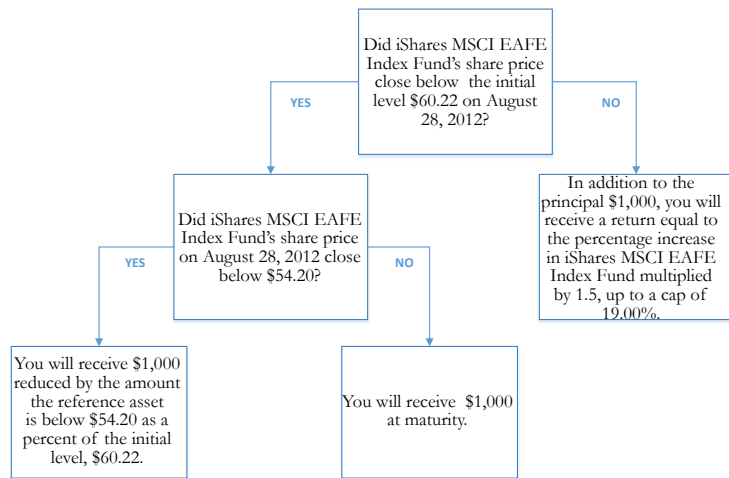 Did iShares MSCI EAFE
Index Fund's share price
close below the initial
level $60.22 on August
28, 2012?
YES
NO
Did iShares MSCI EAFE
Index Fund's share price
on August 28, 2012 close
below $54.20?
In addition to the
principal $1,000, you will
receive a return equal to
the percentage increase
in iShares MSCI EAFE
Index Fund multiplied
by 1.5, up to a cap of
19.00%.
YES
NO
You will receive $1,000
reduced by the amount
the reference asset
is below $54.20 as a
percent of the initial
level, $60.22.
You will receive $1,000
at maturity.